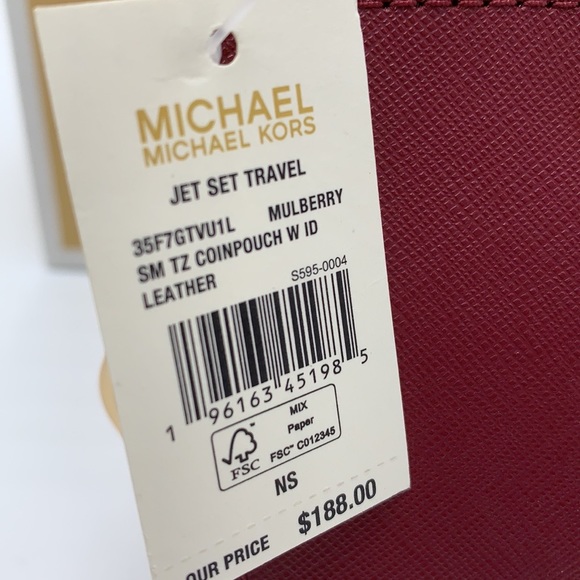 MICHAEL
MICHAEL KORS
JET SET TRAVEL
35F7GTVU1L MULBERRY
SM TZ COINPOUCH W ID
LEATHER
S595-0004
1 96163 45198 5
FSC
MIX
Paper
FSC™ C012345
NS
OUR PRICE $188.00